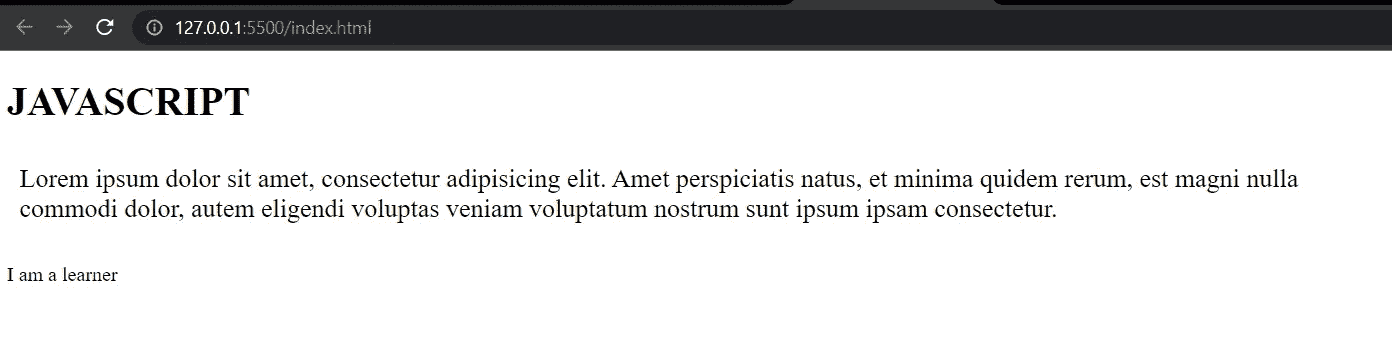 127.0.0.1:5500/index.html
JAVASCRIPT
Lorem ipsum dolor sit amet, consectetur adipisicing elit. Amet perspiciatis natus, et minima quidem rerum, est magni nulla
commodi dolor, autem eligendi voluptas veniam voluptatum nostrum sunt ipsum ipsam consectetur.
I am a learner